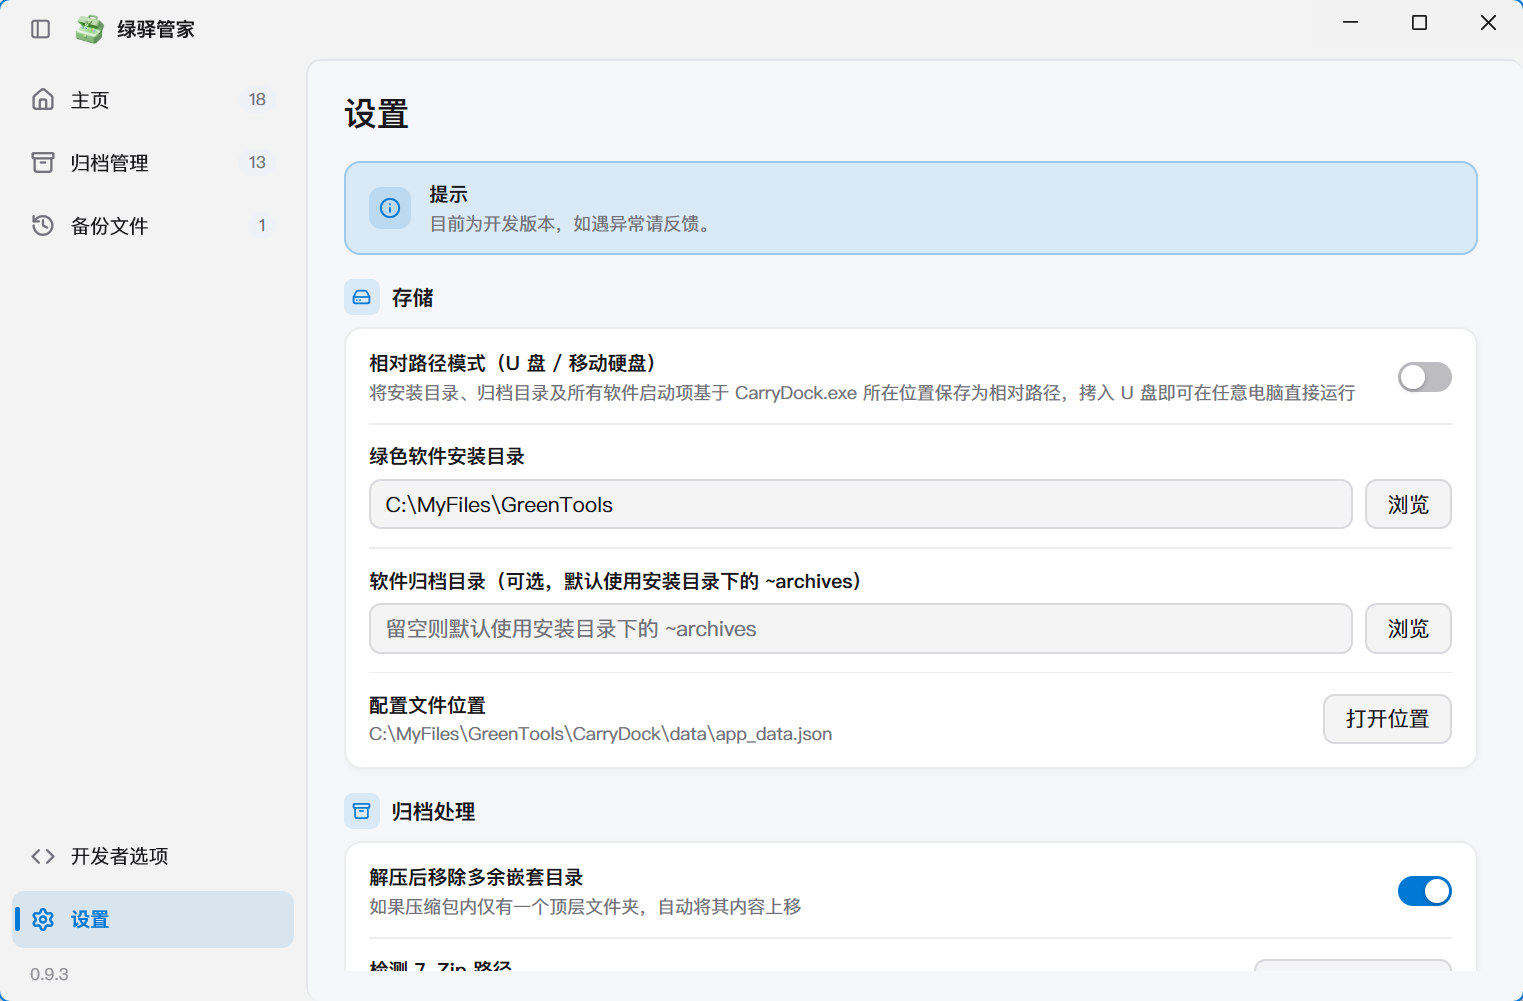 绿驿管家
主页
18
归档管理
13
备份文件
1
开发者选项
设置
0.9.3
设置
提示
目前为开发版本，如遇异常请反馈。
存储
相对路径模式（U 盘 / 移动硬盘）
将安装目录、归档目录及所有软件启动项基于 CarryDock.exe 所在位置保存为相对路径，拷入 U 盘即可在任意电脑直接运行
绿色软件安装目录
C:\MyFiles\GreenTools
浏览
软件归档目录（可选，默认使用安装目录下的 ~archives）
留空则默认使用安装目录下的 ~archives
浏览
配置文件位置
C:\MyFiles\GreenTools\CarryDock\data\app_data.json
打开位置
归档处理
解压后移除多余嵌套目录
如果压缩包内仅有一个顶层文件夹，自动将其内容上移
检测 7-Zip 路径